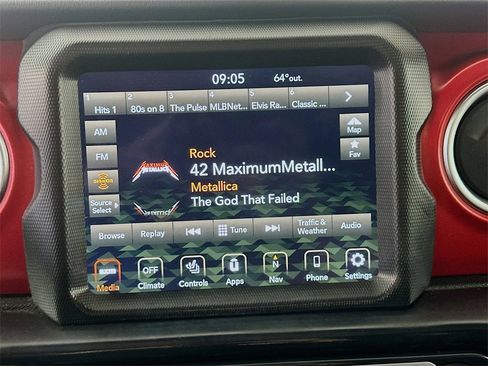 09:05 64°out.
1 2 3 4 5 6
Hits 1 80s on 8 The Pulse MLBNet... Elvis Ra... Classic ...
AM
Map
FM
Fav
Rock
MAXIMUM METALLICA
42 MaximumMetall...
Metallica
Source Select
The God That Failed
Browse Replay Tune Traffic & Weather Audio
OFF N
Media Climate Controls Apps Nav Phone Settings